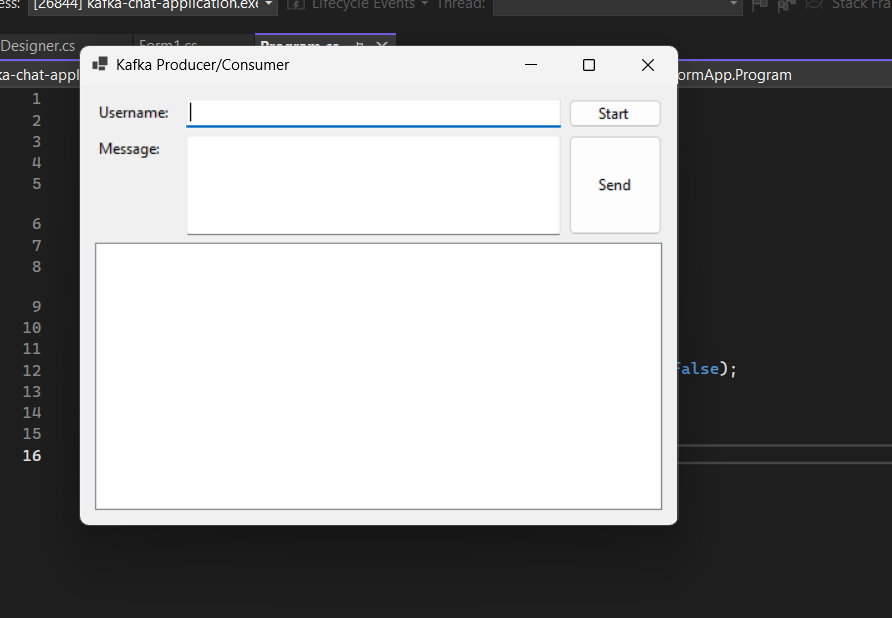 [26844] kafka-chat-application.exe Lifecycle Events Thread: Stack Fra
Designer.cs Form1.cs Program.cs
ka-chat-appl ormApp.Program
Kafka Producer/Consumer
Username: Start
Message:
Send
1
2
3
4
5
6
7
8
9
10
11
12 False);
13
14
15
16